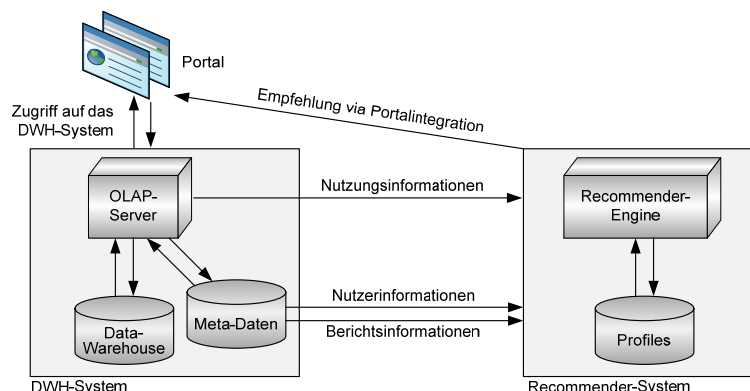 Portal
Zugriff auf das
DWH-System
Empfehlung via Portalintegration
OLAP-
Server
Nutzungsinformationen
Recommender-
Engine
Data-
Warehouse
Meta-Daten
Nutzerinformationen
Berichtsinformationen
Profiles
DWH-System
Recommender-System